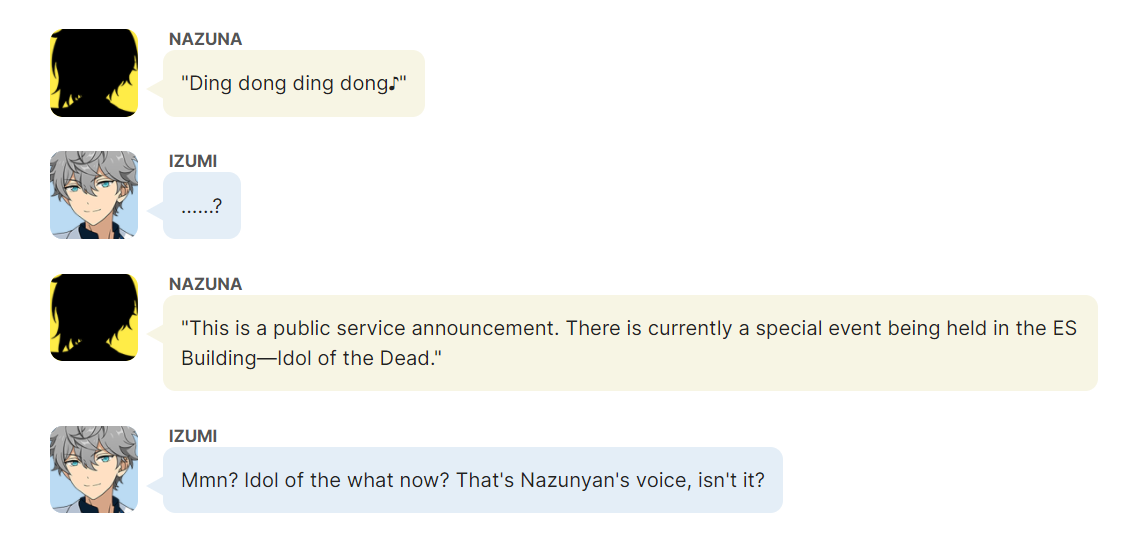 NAZUNA
"Ding dong ding dong♪"
IZUMI
......?
NAZUNA
"This is a public service announcement. There is currently a special event being held in the ES
Building—Idol of the Dead."
IZUMI
Mmn? Idol of the what now? That's Nazunyan's voice, isn't it?